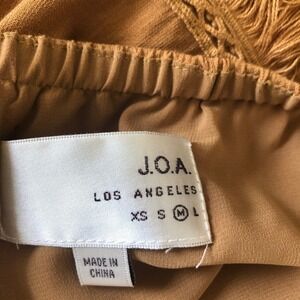 J.O.A.
LOS ANGELES
XS S M L
MADE IN
CHINA